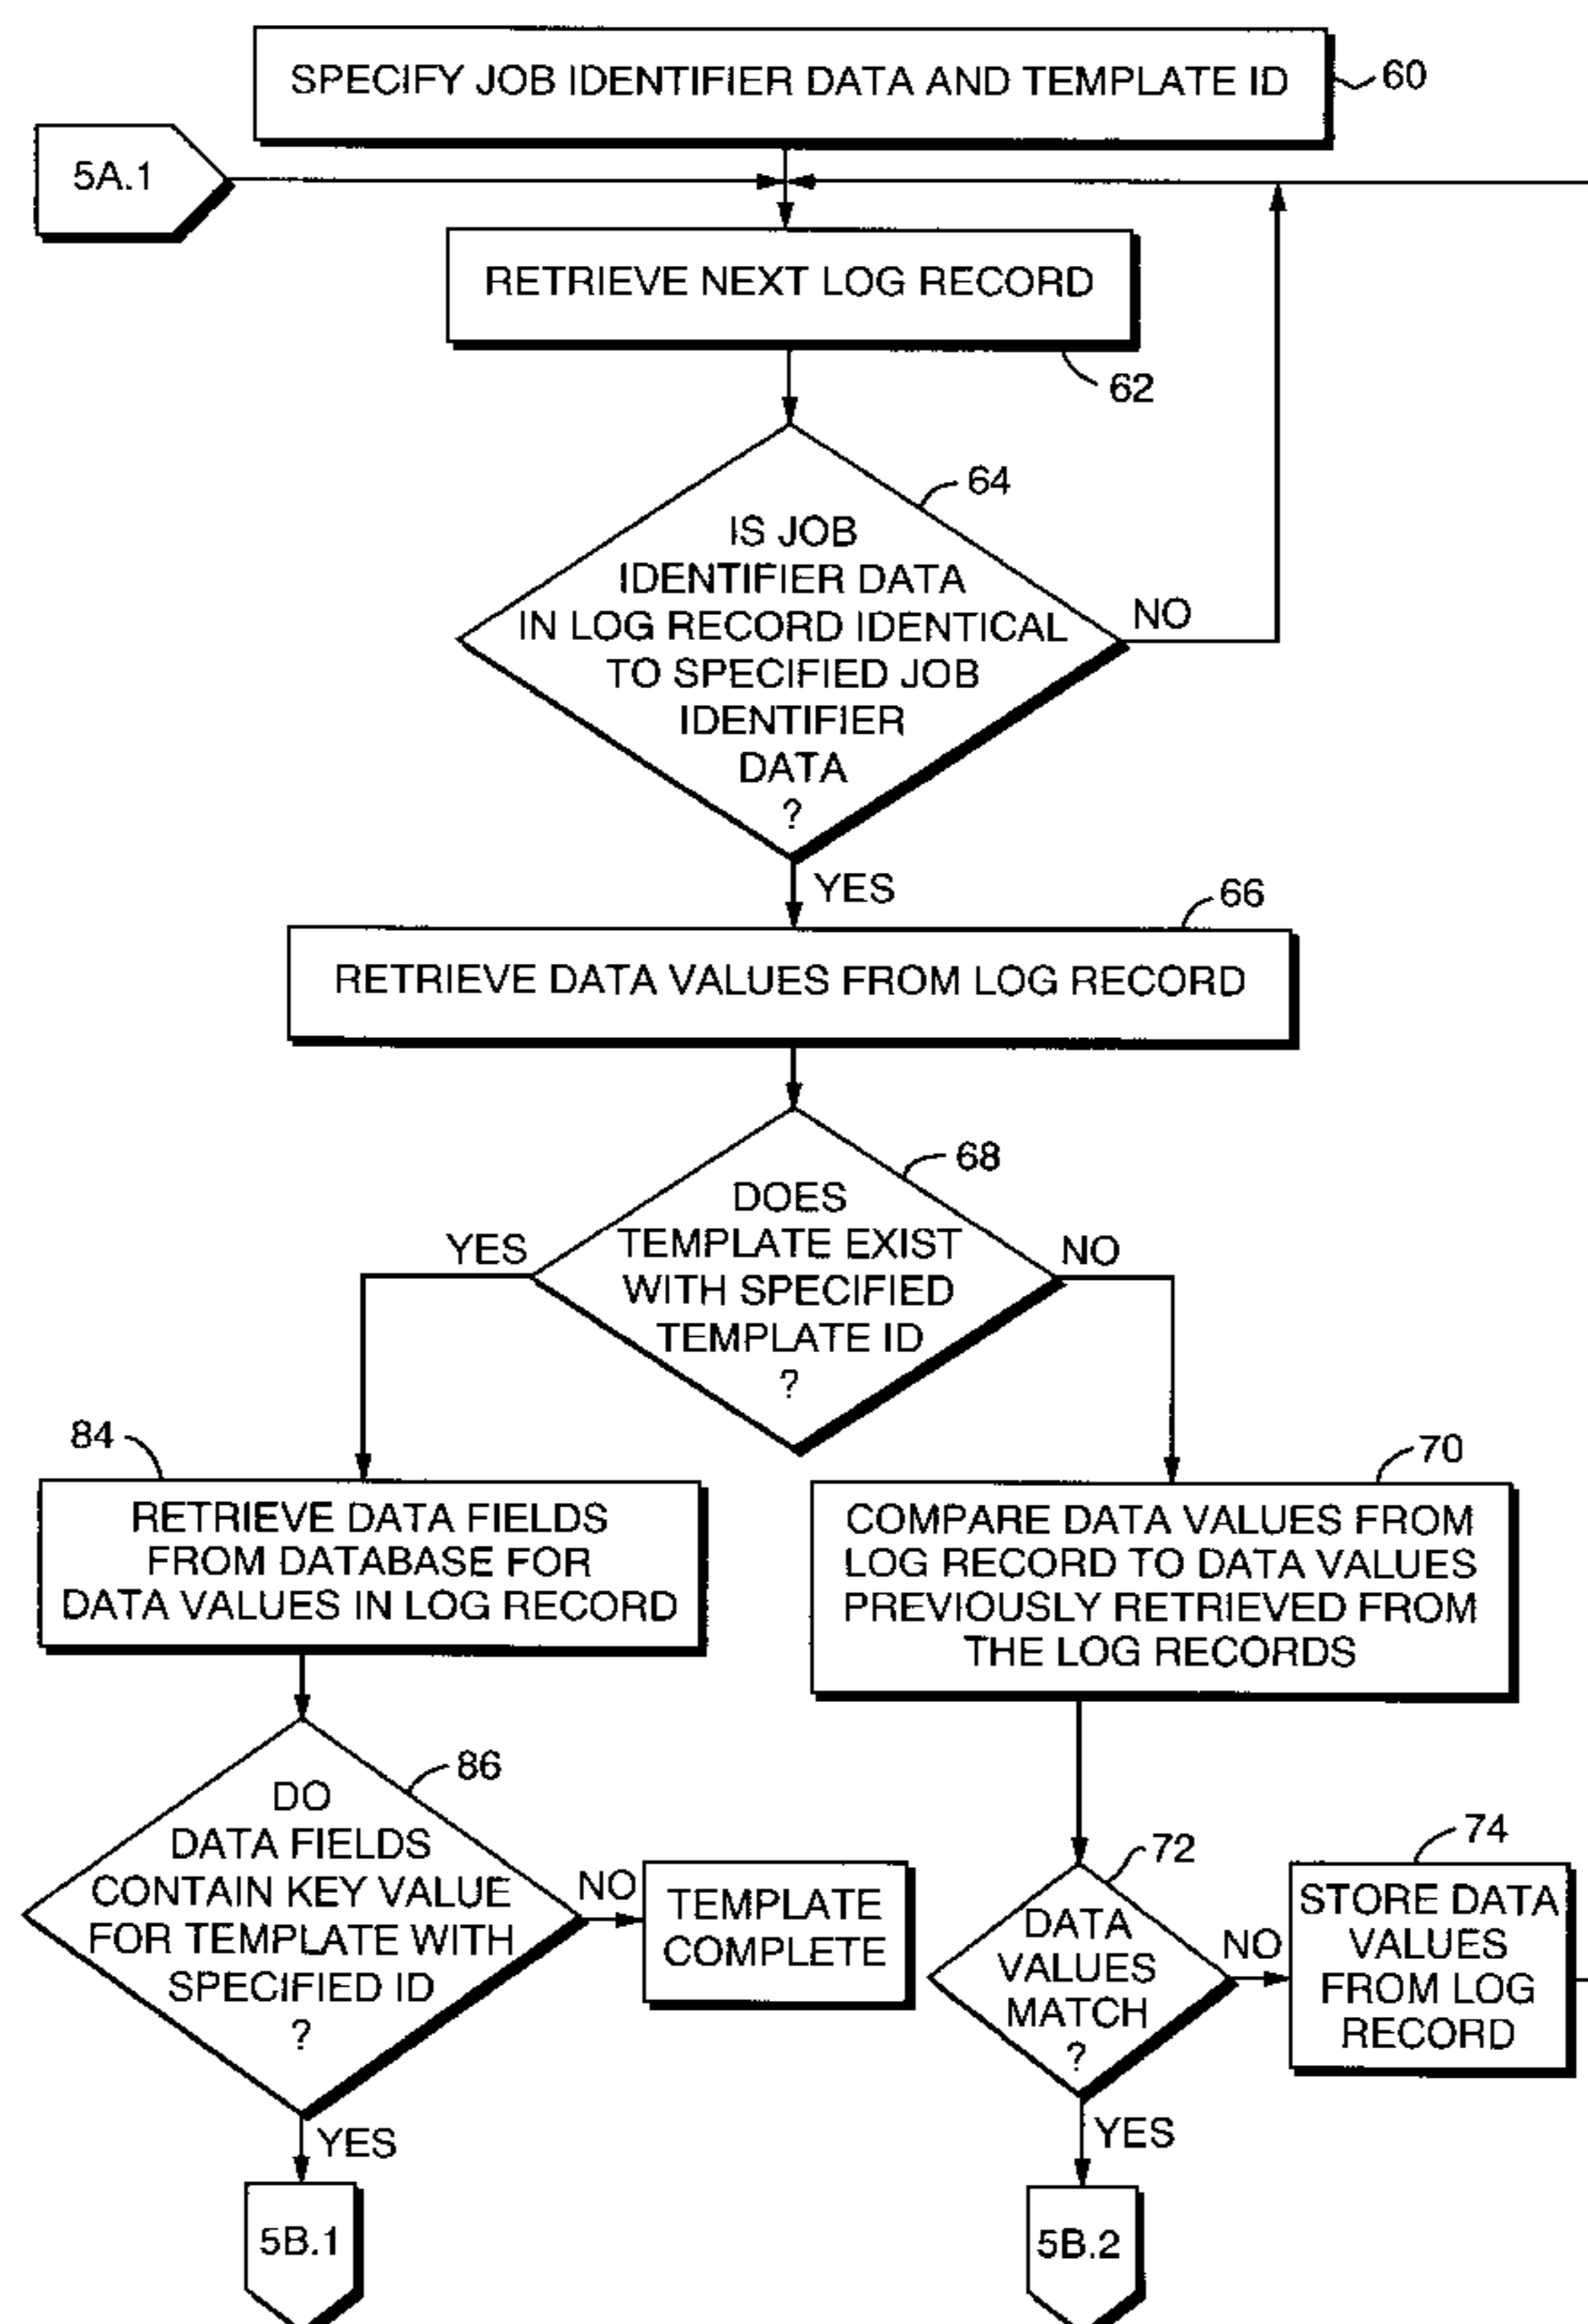 SPECIFY JOB IDENTIFIER DATA AND TEMPLATE ID
60
5A.1
RETRIEVE NEXT LOG RECORD
62
64
IS JOB
IDENTIFIER DATA
IN LOG RECORD IDENTICAL
TO SPECIFIED JOB
IDENTIFIER
DATA
?
NO
YES
66
RETRIEVE DATA VALUES FROM LOG RECORD
68
DOES
TEMPLATE EXIST
WITH SPECIFIED
TEMPLATE ID
?
YES
NO
84
RETRIEVE DATA FIELDS
FROM DATABASE FOR
DATA VALUES IN LOG RECORD
70
COMPARE DATA VALUES FROM
LOG RECORD TO DATA VALUES
PREVIOUSLY RETRIEVED FROM
THE LOG RECORDS
86
DO
DATA FIELDS
CONTAIN KEY VALUE
FOR TEMPLATE WITH
SPECIFIED ID
?
NO
TEMPLATE
COMPLETE
YES
5B.1
72
DATA
VALUES
MATCH
?
NO
74
STORE DATA
VALUES
FROM LOG
RECORD
YES
5B.2